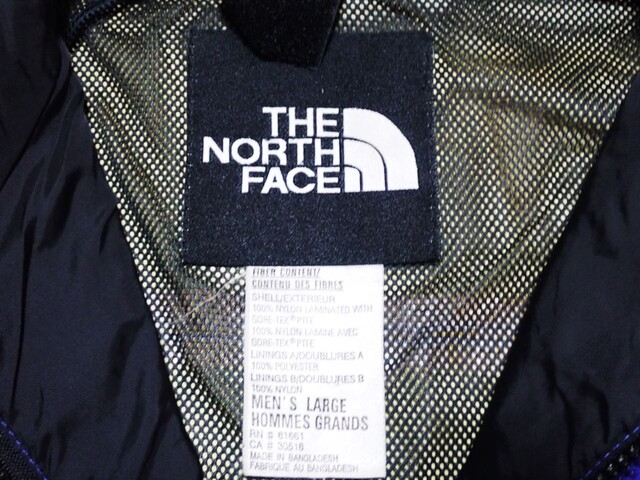 THE
NORTH
FACE
FIBER CONTENT/
CONTENU DES FIBRES
SHELL/EXTERIEUR
100% NYLON LAMINATED WITH
GORE-TEX® PTFE
100% NYLON LAMINE AVEC
GORE-TEX® PTFE
LININGS A/DOUBLURES A
100% POLYESTER
LININGS B/DOUBLURES B
100% NYLON
MEN'S LARGE
HOMMES GRANDS
RN # 61661
CA # 30516
MADE IN BANGLADESH
FABRIQUE AU BANGLADESH